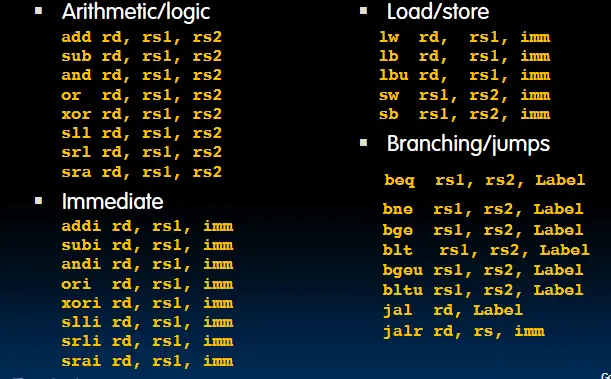 Arithmetic/logic
add rd, rs1, rs2
sub rd, rs1, rs2
and rd, rs1, rs2
or rd, rs1, rs2
xor rd, rs1, rs2
sll rd, rs1, rs2
srl rd, rs1, rs2
sra rd, rs1, rs2
Immediate
addi rd, rs1, imm
subi rd, rs1, imm
andi rd, rs1, imm
ori rd, rs1, imm
xori rd, rs1, imm
slli rd, rs1, imm
srli rd, rs1, imm
srai rd, rs1, imm
Load/store
lw rd, rs1, imm
lb rd, rs1, imm
lbu rd, rs1, imm
sw rs1, rs2, imm
sb rs1, rs2, imm
Branching/jumps
beq rs1, rs2, Label
bne rs1, rs2, Label
bge rs1, rs2, Label
blt rs1, rs2, Label
bgeu rs1, rs2, Label
bltu rs1, rs2, Label
jal rd, Label
jalr rd, rs, imm